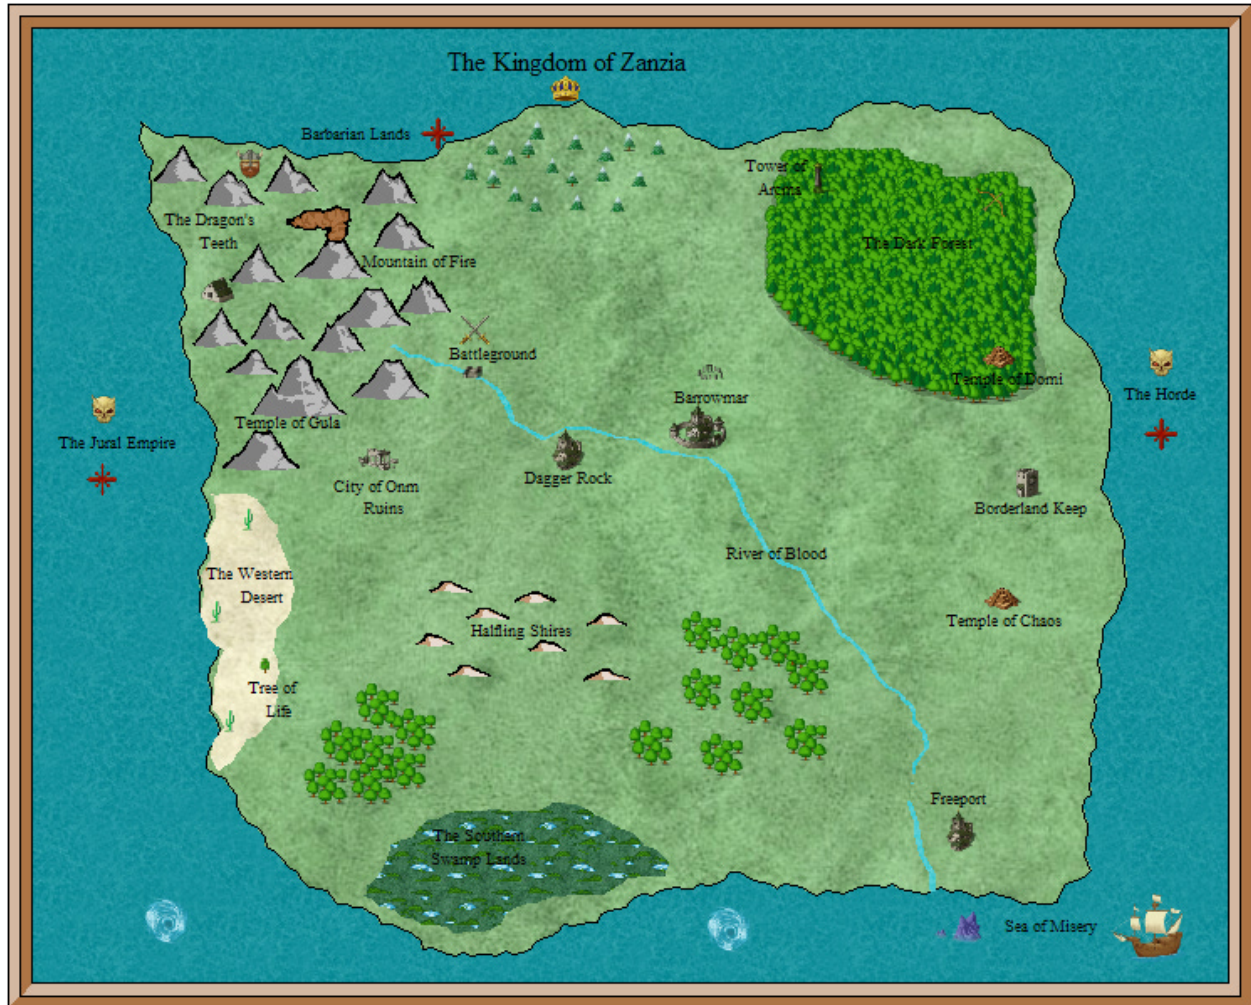 The Kingdom of Zanzia
Barbarian Lands
Tower of
Arcma
The Dragon's
Teeth
The Dark Forest
Mountain of Fire
Battleground
Temple of Domi
The Horde
Barrowmar
Temple of Gula
The Jural Empire
Dagger Rock
City of Onm
Ruins
Borderland Keep
River of Blood
The Western
Desert
Temple of Chaos
Halfling Shires
Tree of
Life
Freeport
The Southern
Swamp Lands
Sea of Misery